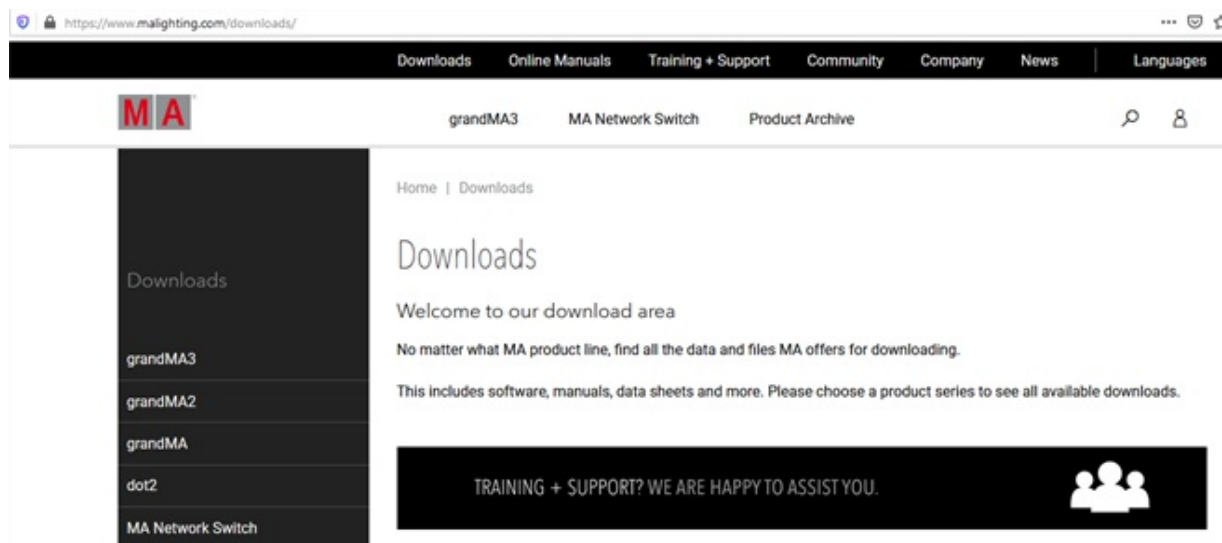 https://www.malighting.com/downloads/
Downloads Online Manuals Training + Support Community Company News Languages
MA grandMA3 MA Network Switch Product Archive
Home | Downloads
Downloads
Downloads
Welcome to our download area
No matter what MA product line, find all the data and files MA offers for downloading.
This includes software, manuals, data sheets and more. Please choose a product series to see all available downloads.
grandMA3
grandMA2
grandMA
dot2
MA Network Switch
TRAINING + SUPPORT? WE ARE HAPPY TO ASSIST YOU.